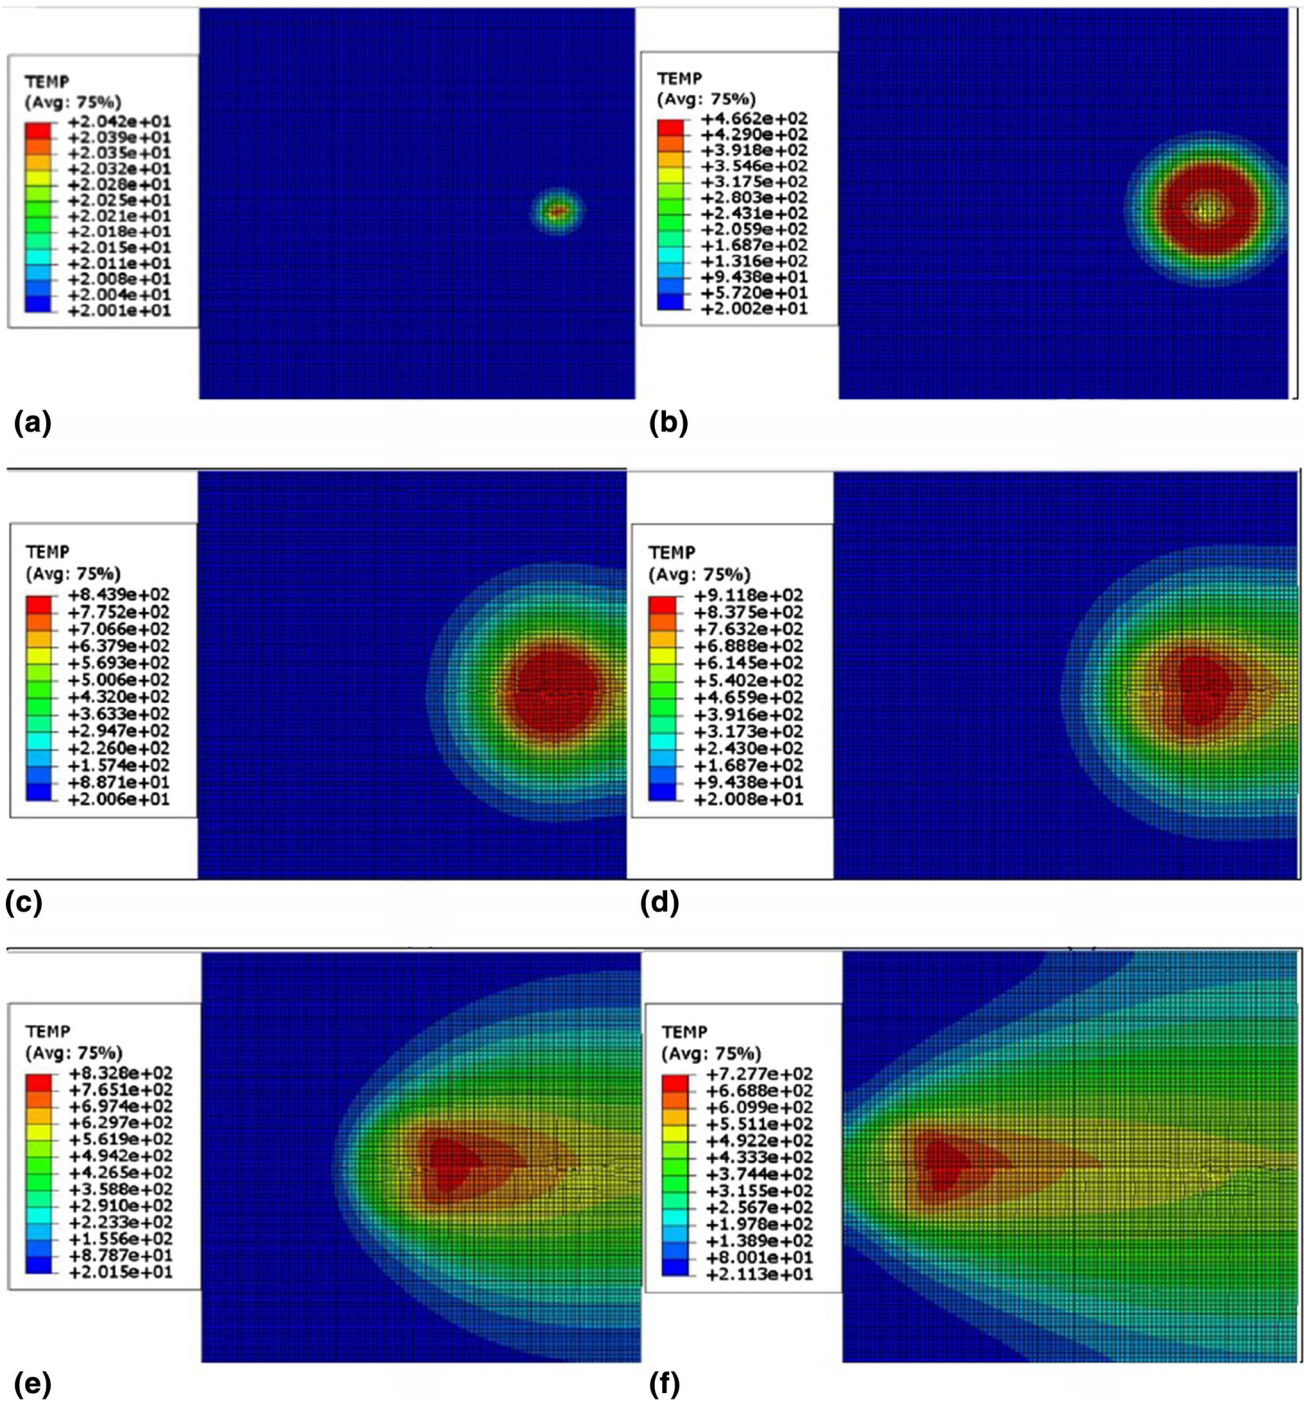 TEMP
(Avg: 75%)
+2.042e+01
+2.039e+01
+2.035e+01
+2.032e+01
+2.028e+01
+2.025e+01
+2.021e+01
+2.018e+01
+2.015e+01
+2.011e+01
+2.008e+01
+2.004e+01
+2.001e+01
(a)
TEMP
(Avg: 75%)
+4.662e+02
+4.290e+02
+3.918e+02
+3.546e+02
+3.175e+02
+2.803e+02
+2.431e+02
+2.059e+02
+1.687e+02
+1.316e+02
+9.438e+01
+5.720e+01
+2.002e+01
(b)
TEMP
(Avg: 75%)
+8.439e+02
+7.752e+02
+7.066e+02
+6.379e+02
+5.693e+02
+5.006e+02
+4.320e+02
+3.633e+02
+2.947e+02
+2.260e+02
+1.574e+02
+8.871e+01
+2.006e+01
(c)
TEMP
(Avg: 75%)
+9.118e+02
+8.375e+02
+7.632e+02
+6.888e+02
+6.145e+02
+5.402e+02
+4.659e+02
+3.916e+02
+3.173e+02
+2.430e+02
+1.687e+02
+9.438e+01
+2.008e+01
(d)
TEMP
(Avg: 75%)
+8.328e+02
+7.651e+02
+6.974e+02
+6.297e+02
+5.619e+02
+4.942e+02
+4.265e+02
+3.588e+02
+2.910e+02
+2.233e+02
+1.556e+02
+8.787e+01
+2.015e+01
(e)
TEMP
(Avg: 75%)
+7.277e+02
+6.688e+02
+6.099e+02
+5.511e+02
+4.922e+02
+4.333e+02
+3.744e+02
+3.155e+02
+2.567e+02
+1.978e+02
+1.389e+02
+8.001e+01
+2.113e+01
(f)